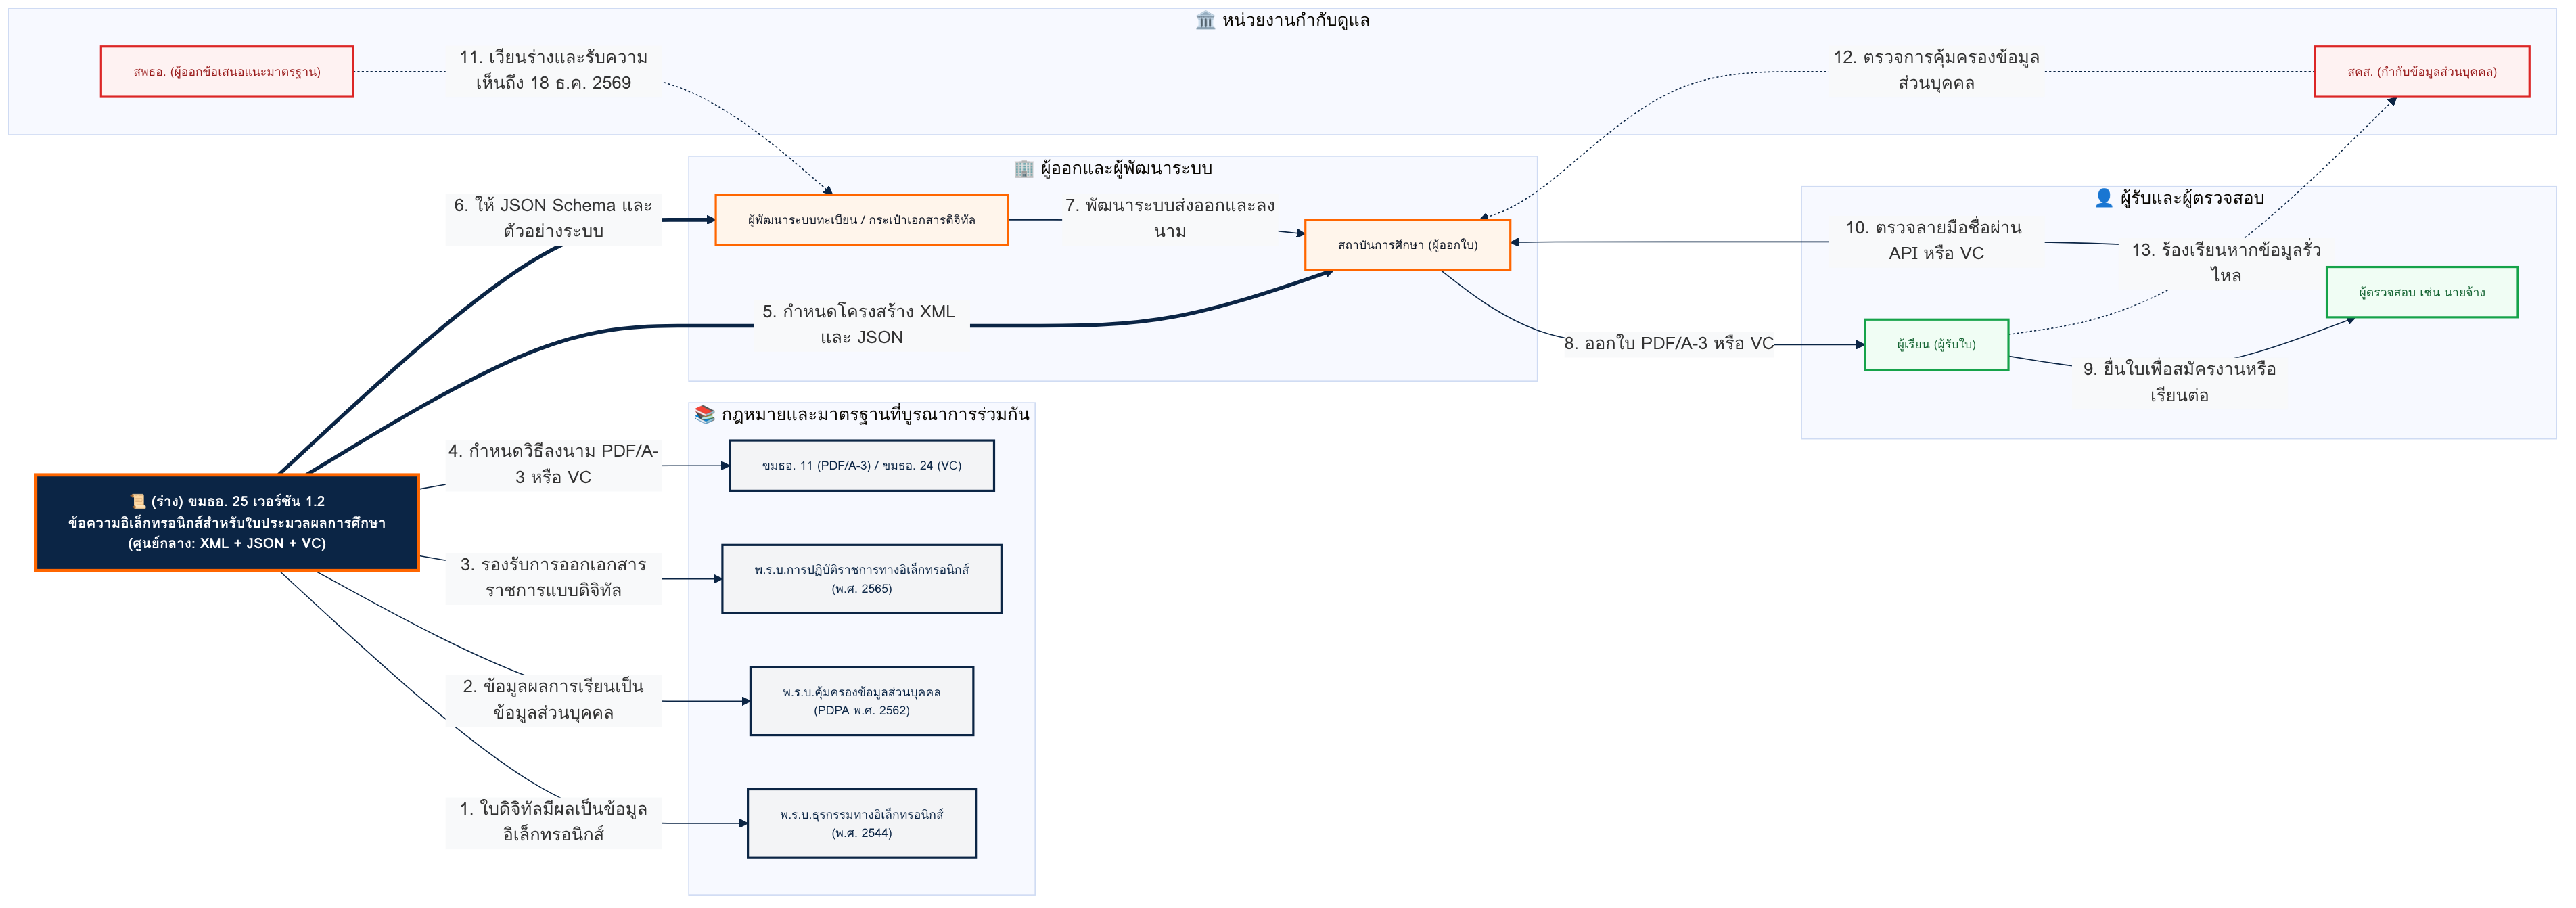 🏛️ หน่วยงานกำกับดูแล
สพธอ. (ผู้ออกข้อเสนอแนะมาตรฐาน)
11. เวียนร่างและรับความ
เห็นถึง 18 ธ.ค. 2569
12. ตรวจการคุ้มครองข้อมูล
ส่วนบุคคล
สคส. (กำกับข้อมูลส่วนบุคคล)
🏢 ผู้ออกและผู้พัฒนาระบบ
6. ให้ JSON Schema และ
ตัวอย่างระบบ
ผู้พัฒนาระบบทะเบียน / กระเป๋าเอกสารดิจิทัล
7. พัฒนาระบบส่งออกและลง
นาม
สถาบันการศึกษา (ผู้ออกใบ)
5. กำหนดโครงสร้าง XML
และ JSON
8. ออกใบ PDF/A-3 หรือ VC
👤 ผู้รับและผู้ตรวจสอบ
10. ตรวจลายมือชื่อผ่าน
API หรือ VC
13. ร้องเรียนหากข้อมูลรั่ว
ไหล
ผู้ตรวจสอบ เช่น นายจ้าง
ผู้เรียน (ผู้รับใบ)
9. ยื่นใบเพื่อสมัครงานหรือ
เรียนต่อ
📚 กฎหมายและมาตรฐานที่บูรณาการร่วมกัน
4. กำหนดวิธีลงนาม PDF/A-
3 หรือ VC
ขมธอ. 11 (PDF/A-3) / ขมธอ. 24 (VC)
📜 (ร่าง) ขมธอ. 25 เวอร์ชัน 1.2
ข้อความอิเล็กทรอนิกส์สำหรับใบประมวลผลการศึกษา
(ศูนย์กลาง: XML + JSON + VC)
3. รองรับการออกเอกสาร
ราชการแบบดิจิทัล
พ.ร.บ.การปฏิบัติราชการทางอิเล็กทรอนิกส์
(พ.ศ. 2565)
2. ข้อมูลผลการเรียนเป็น
ข้อมูลส่วนบุคคล
พ.ร.บ.คุ้มครองข้อมูลส่วนบุคคล
(PDPA พ.ศ. 2562)
1. ใบดิจิทัลมีผลเป็นข้อมูล
อิเล็กทรอนิกส์
พ.ร.บ.ธุรกรรมทางอิเล็กทรอนิกส์
(พ.ศ. 2544)